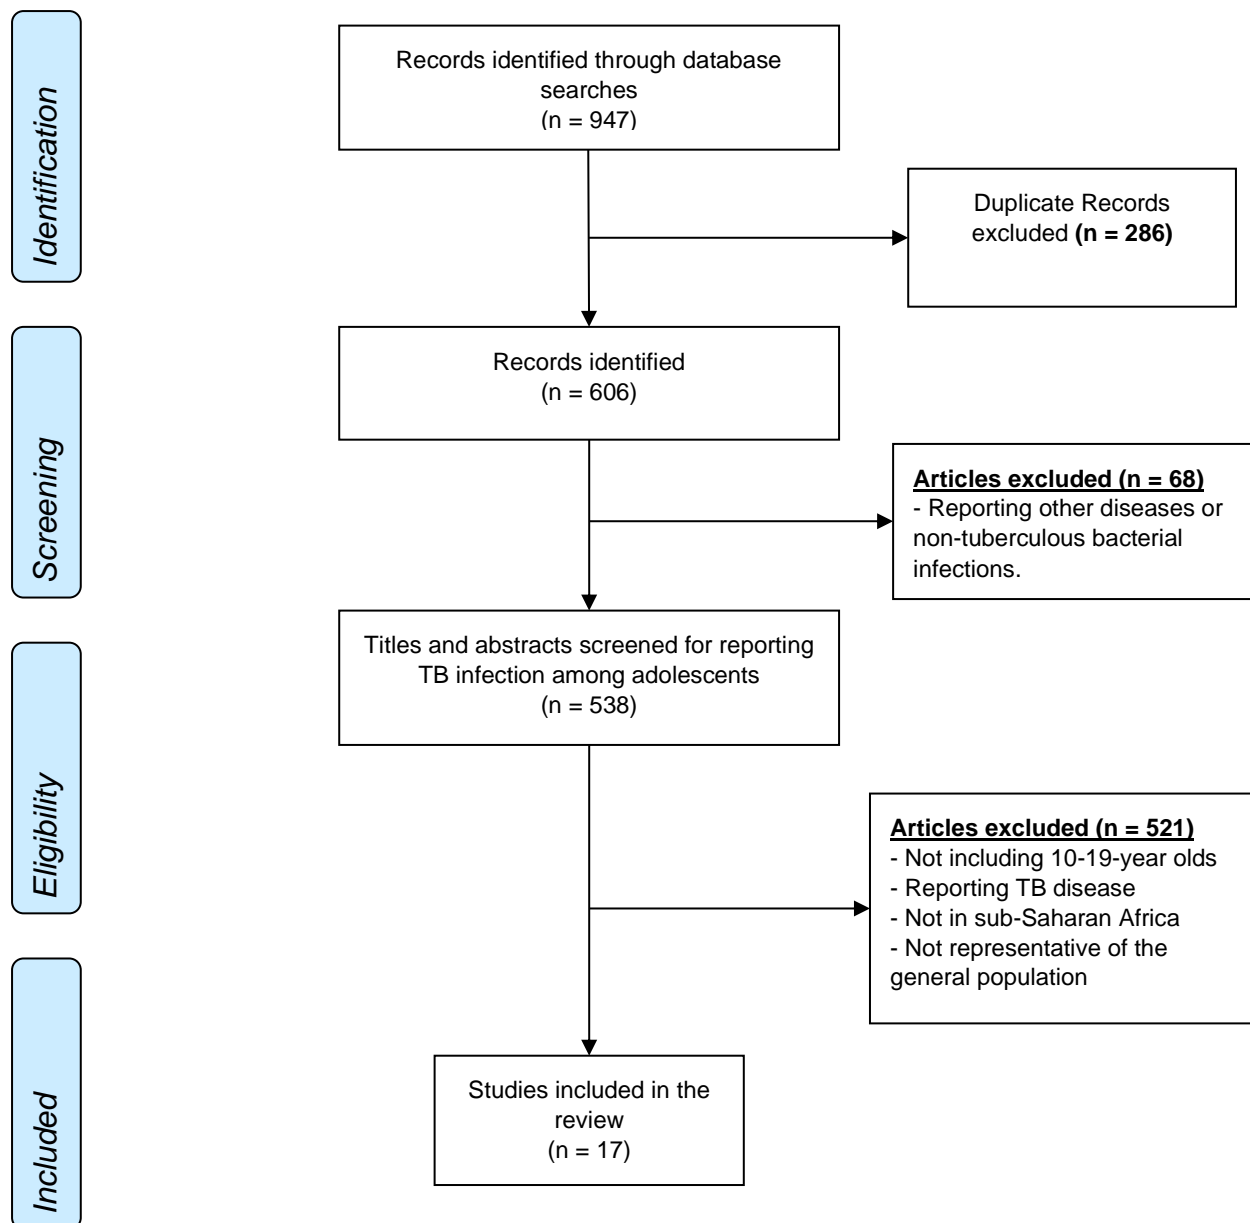 Identification
Records identified through database
searches
(n = 947)
Duplicate Records
excluded (n = 286)
Screening
Records identified
(n = 606)
Articles excluded (n = 68)
- Reporting other diseases or
non-tuberculous bacterial
infections.
Titles and abstracts screened for reporting
TB infection among adolescents
(n = 538)
Eligibility
Articles excluded (n = 521)
- Not including 10-19-year olds
- Reporting TB disease
- Not in sub-Saharan Africa
- Not representative of the
general population
Included
Studies included in the
review
(n = 17)